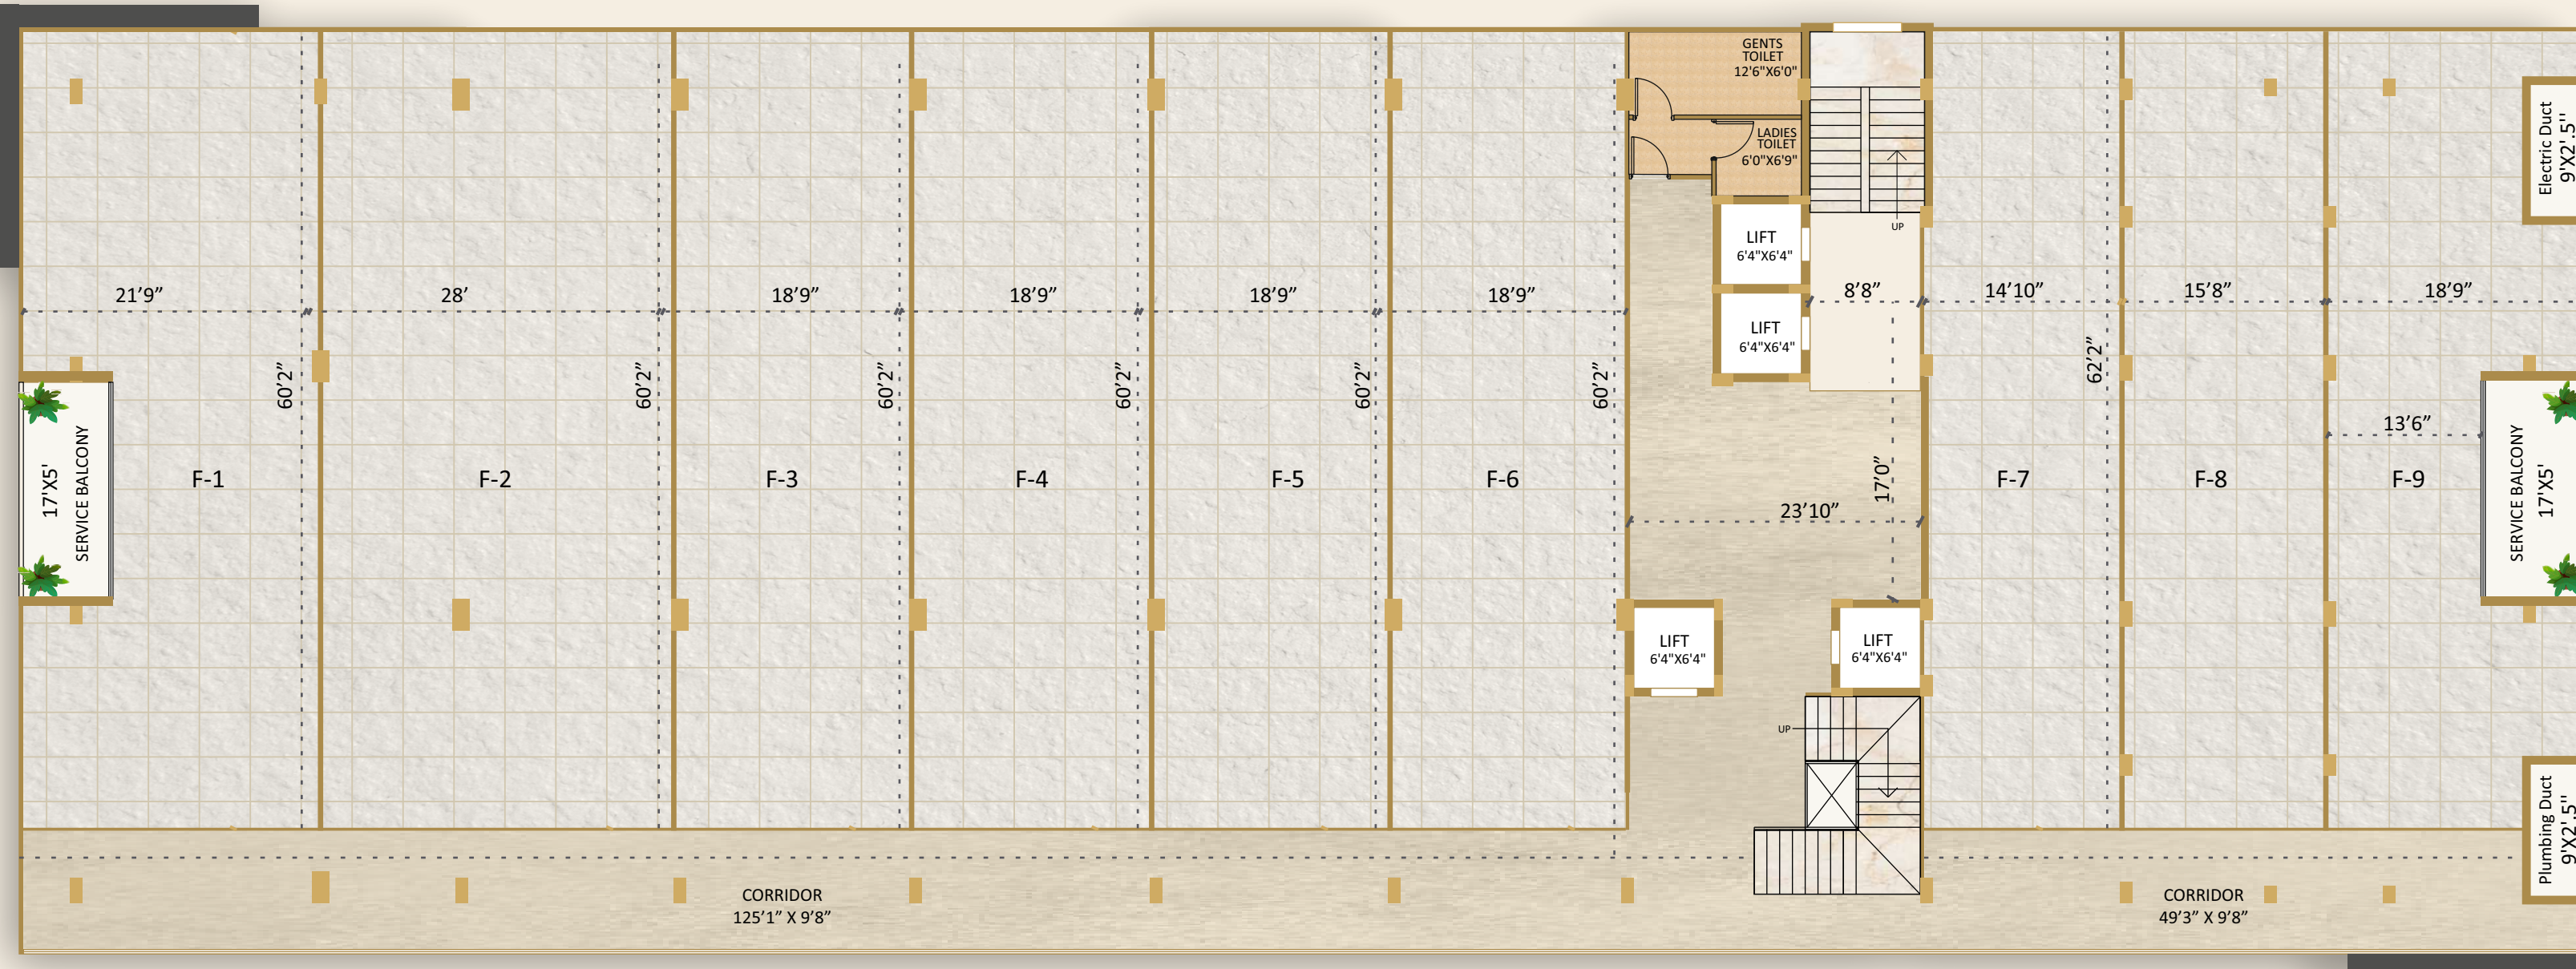 GENTS
TOILET
12'6"X6'0"
LADIES
TOILET
6'0"X6'9"
UP
Electric Duct
9'X2'.5"
LIFT
6'4"X6'4"
LIFT
6'4"X6'4"
21'9”
28'
18'9”
18'9”
18'9”
18'9”
8'8”
14'10”
15'8”
18'9”
60'2”
60'2”
60'2”
60'2”
60'2”
60'2”
62'2”
13'6”
17'X5'
SERVICE BALCONY
F-1
F-2
F-3
F-4
F-5
F-6
17'0”
23'10”
F-7
F-8
F-9
SERVICE BALCONY
17'X5'
LIFT
6'4"X6'4"
LIFT
6'4"X6'4"
UP
Plumbing Duct
9'X2'.5"
CORRIDOR
125'1” X 9'8”
CORRIDOR
49'3” X 9'8”